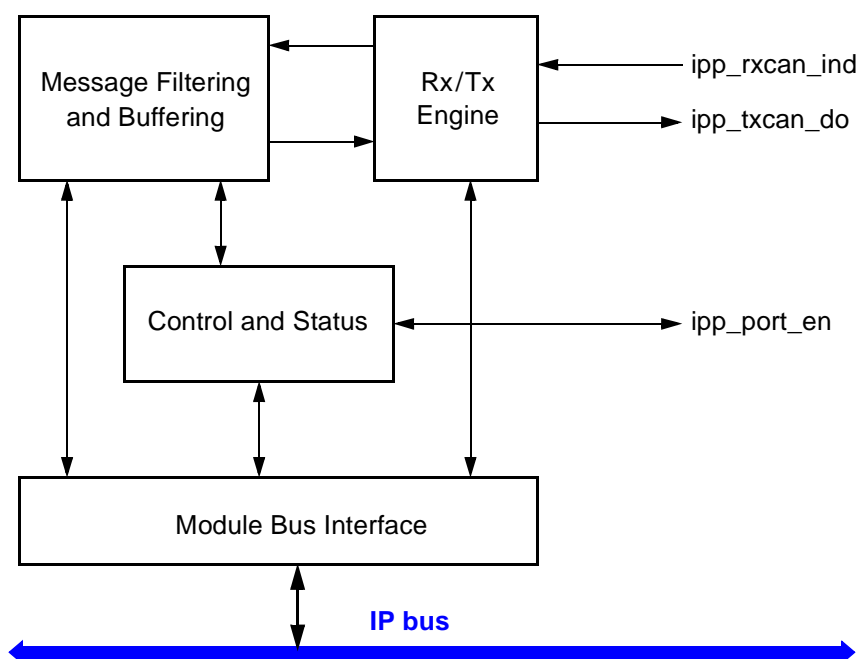 Message Filtering
and Buffering
Rx/Tx
Engine
ipp_rxcan_ind
ipp_txcan_do
Control and Status
ipp_port_en
Module Bus Interface
IP bus